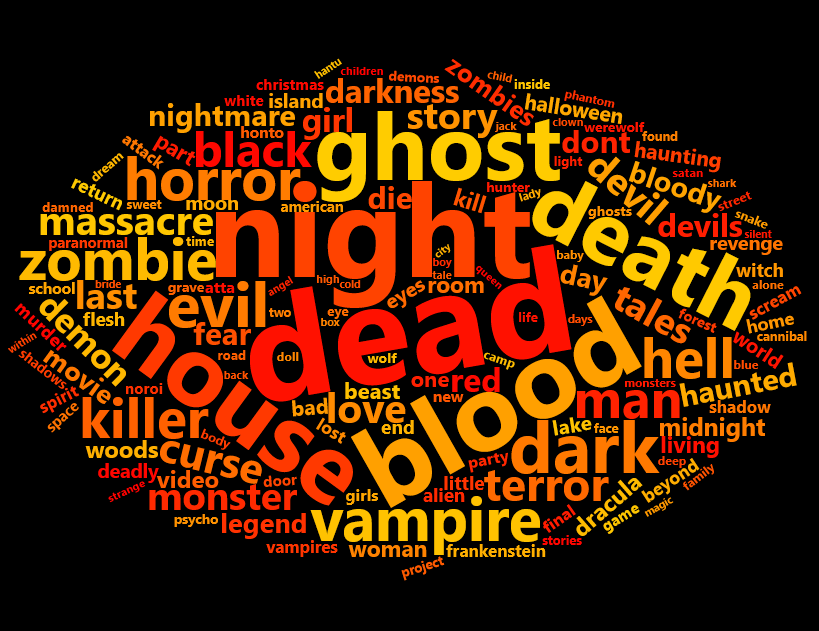 hantu
children
demons
child
inside
zombies
christmas
darkness
phantom
white
island
halloween
nightmare
girl
story
clown
werewolf
honto
jack
found
black
ghost
dont
attack
part
light
haunting
horror
satan
dream
die
kill
hunter
devil
bloody
shark
return
sweet
moon
american
night
lady
death
ghosts
street
damned
massacre
devils
snake
silent
paranormal
time
city
revenge
zombie
boy
baby
witch
tale
queen
day
school
last
grave
atta
evil
angel
high
cold
eyes
room
alone
scream
tales
flesh
demon
two
box
eye
dead
life
days
forest
home
murder
house
fear
world
cannibal
within
road
doll
wolf
camp
hell
blue
shadows
movie
back
noroi
beast
one
red
monsters
haunted
spirit
space
killer
bad
love
new
blood
man
shadow
lost
end
lake
face
midnight
body
woods
curse
dark
living
deadly
video
door
party
deep
beyond
family
strange
monster
girls
little
alien
terror
dracula
game
magic
psycho
legend
vampire
final
stories
vampires
woman
frankenstein
project